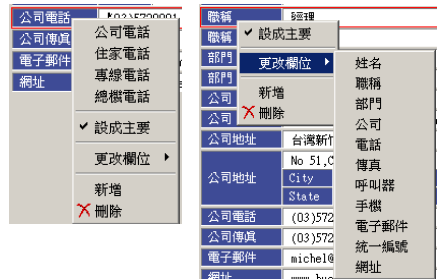 公司電話
(03)5729001
公司傳真
電子郵件
網址
公司電話
住家電話
專線電話
總機電話
設成主要
更改欄位
新增
刪除
職稱
經理
職稱
部門
部門
公司
公司
公司地址
台灣新竹
公司地址
No 51,C
City
State
公司電話
(03)572
公司傳真
(03)572
電子郵件
michel@
網址
設成主要
更改欄位
新增
刪除
姓名
職稱
部門
公司
電話
傳真
呼叫器
手機
電子郵件
統一編號
網址